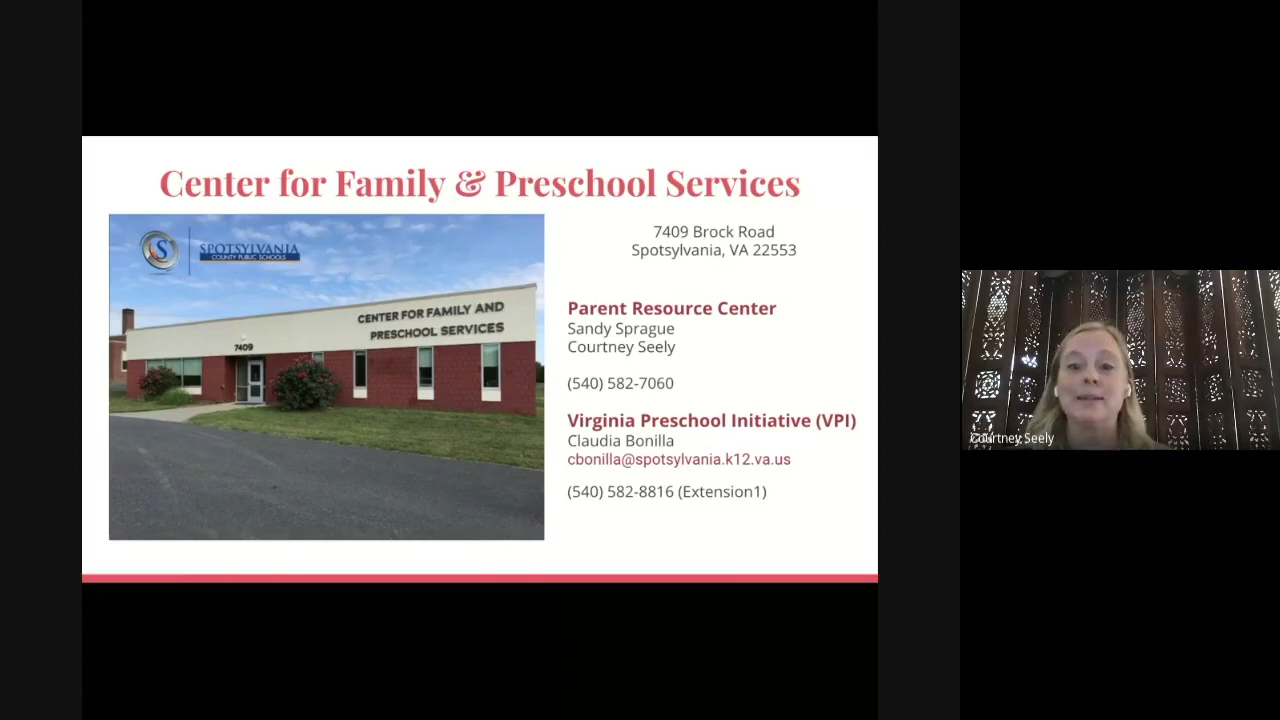 Center for Family & Preschool Services
SPOTSYLVANIA
COUNTY PUBLIC SCHOOLS
CENTER FOR FAMILY AND
PRESCHOOL SERVICES
7409
7409 Brock Road
Spotsylvania, VA 22553
Parent Resource Center
Sandy Sprague
Courtney Seely
(540) 582-7060
Virginia Preschool Initiative (VPI)
Claudia Bonilla
cbonilla@spotsylvania.k12.va.us
(540) 582-8816 (Extension1)
Courtney Seely